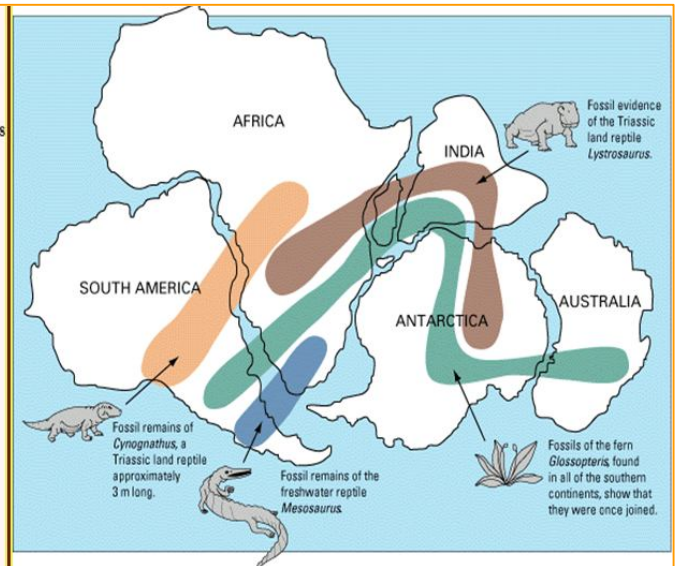 AFRICA
INDIA
Fossil evidence
of the Triassic
land reptile
Lystrosaurus.
SOUTH AMERICA
ANTARCTICA
AUSTRALIA
Fossil remains of
Cynognathus, a
Triassic land reptile
approximately
3 m long.
Fossil remains of the
freshwater reptile
Mesosaurus.
Fossils of the fern
Glossopteris, found
in all of the southern
continents, show that
they were once joined.
s